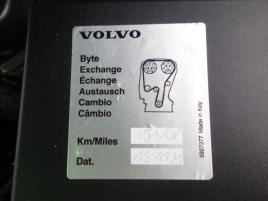 VOLVO
Byte
Exchange
Échange
Austausch
Cambio
Câmbio
Km/Miles
Dat.
Made in Italy